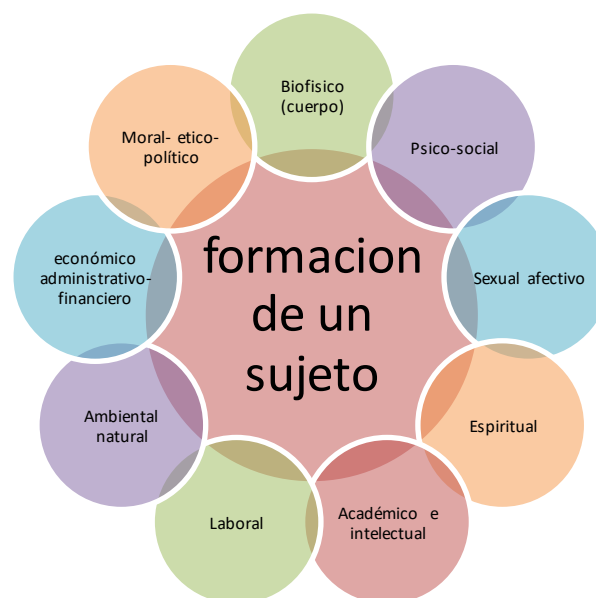 Biofisico
(cuerpo)
Psico-social
Sexual afectivo
Espiritual
Académico e
intelectual
Laboral
Ambiental
natural
económico
administrativo-
financiero
Moral- etico-
político
formacion
de un
sujeto